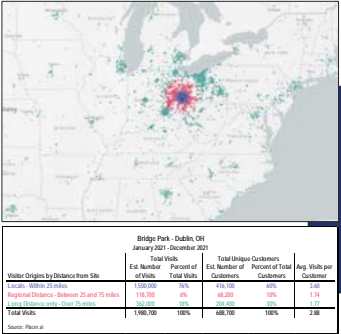 Bridge Park - Dublin, OH
January 2021 - December 2021
Total Visits Total Unique Customers
Est. Number Percent of Est. Number of Percent of Total Avg. Visits per
Visitor Origins by Distance from Site of Visits Total Visits Customers Customers Customer
Locals - Within 25 miles 1,500,000 76% 416,100 60% 3.60
Regional Distance - Between 25 and 75 miles 118,700 6% 68,200 10% 1.74
Long Distance only - Over 75 miles 362,000 18% 204,400 30% 1.77
Total 1,980,700 100% 688,700 100% 2.88
Source: Placer.ai